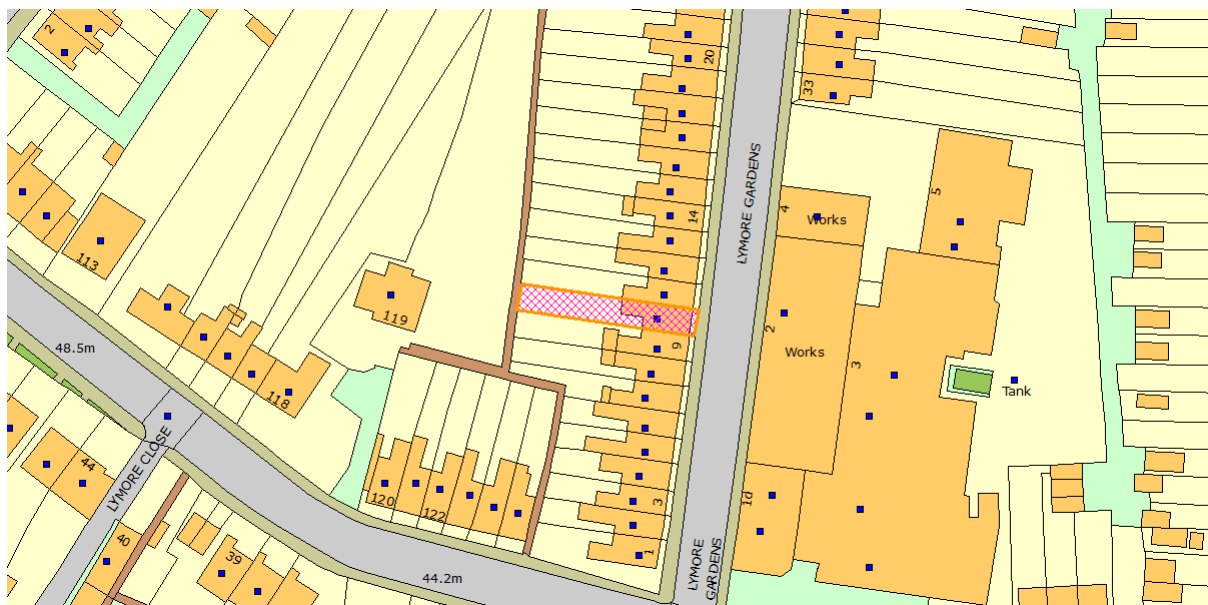 2
20
33
113
5
14
4
Works
LYMORE GARDENS
119
2
Works
3
9
48.5m
118
Tank
44
LYMORE CLOSE
120
122
3
1d
40
39
1
44.2m
LYMORE
GARDENS